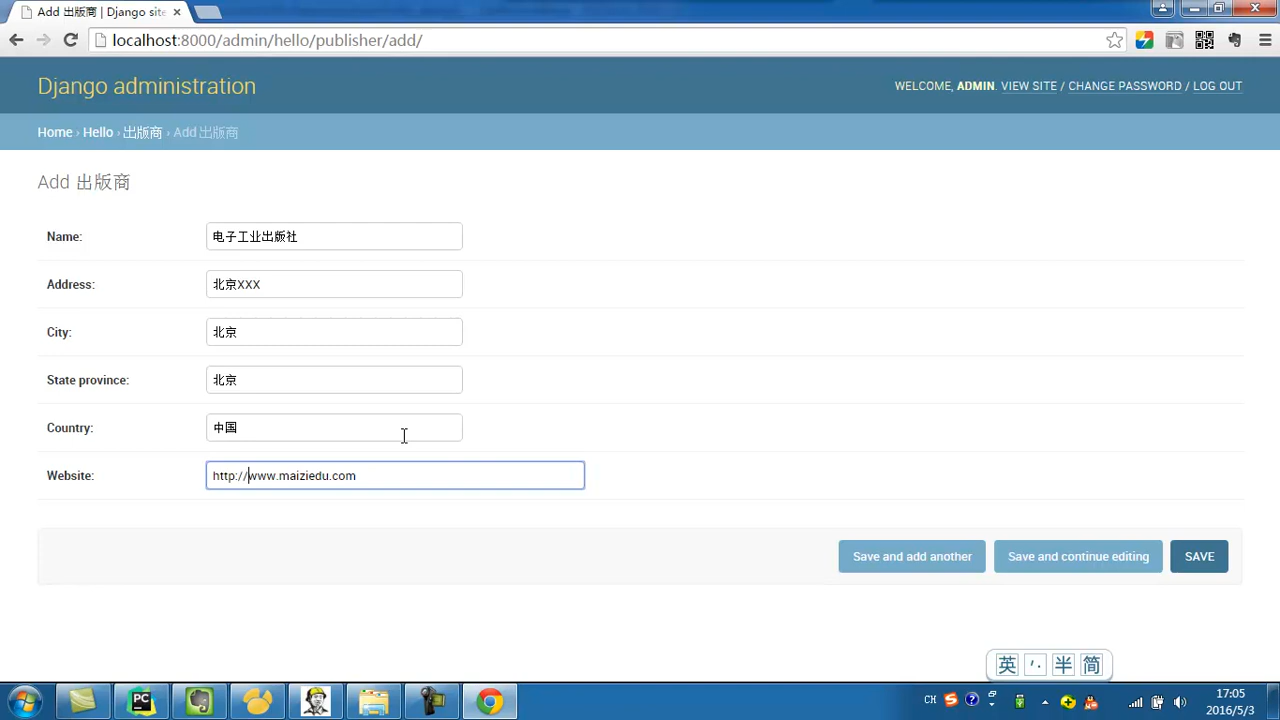 Add 出版商 | Django site
localhost:8000/admin/hello/publisher/add/
Django administration
WELCOME, ADMIN. VIEW SITE / CHANGE PASSWORD / LOG OUT
Home › Hello › 出版商 › Add 出版商
Add 出版商
Name: 电子工业出版社
Address: 北京XXX
City: 北京
State province: 北京
Country: 中国
Website: http://www.maiziedu.com
Save and add another Save and continue editing SAVE
英 ’· 半 简
PC
CH
17:05
2016/5/3